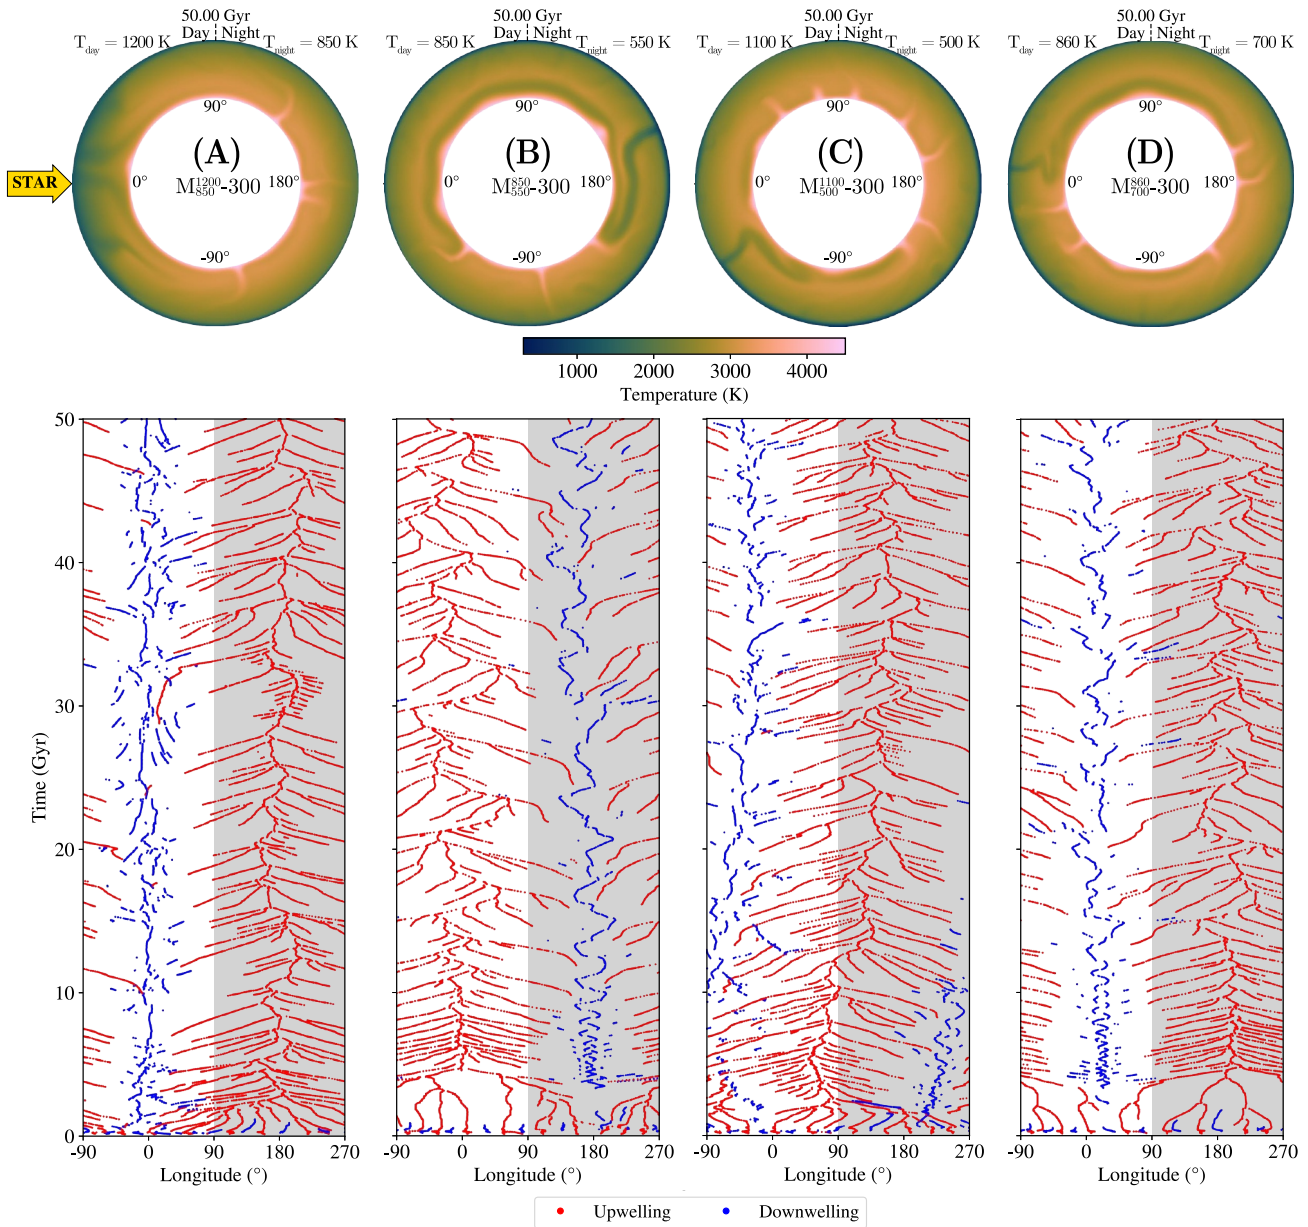 50.00 Gyr
Day Night
T_day = 1200 K T_night = 850 K
50.00 Gyr
Day Night
T_day = 850 K T_night = 550 K
50.00 Gyr
Day Night
T_day = 1100 K T_night = 500 K
50.00 Gyr
Day Night
T_day = 860 K T_night = 700 K
STAR
90°
(A)
0° M^1200_850-300 180°
-90°
90°
(B)
0° M^850_550-300 180°
-90°
90°
(C)
0° M^1100_500-300 180°
-90°
90°
(D)
0° M^860_700-300 180°
-90°
1000 2000 3000 4000
Temperature (K)
Time (Gyr)
50
40
30
20
10
0
-90 0 90 180 270
Longitude (°)
-90 0 90 180 270
Longitude (°)
-90 0 90 180 270
Longitude (°)
-90 0 90 180 270
Longitude (°)
Upwelling Downwelling